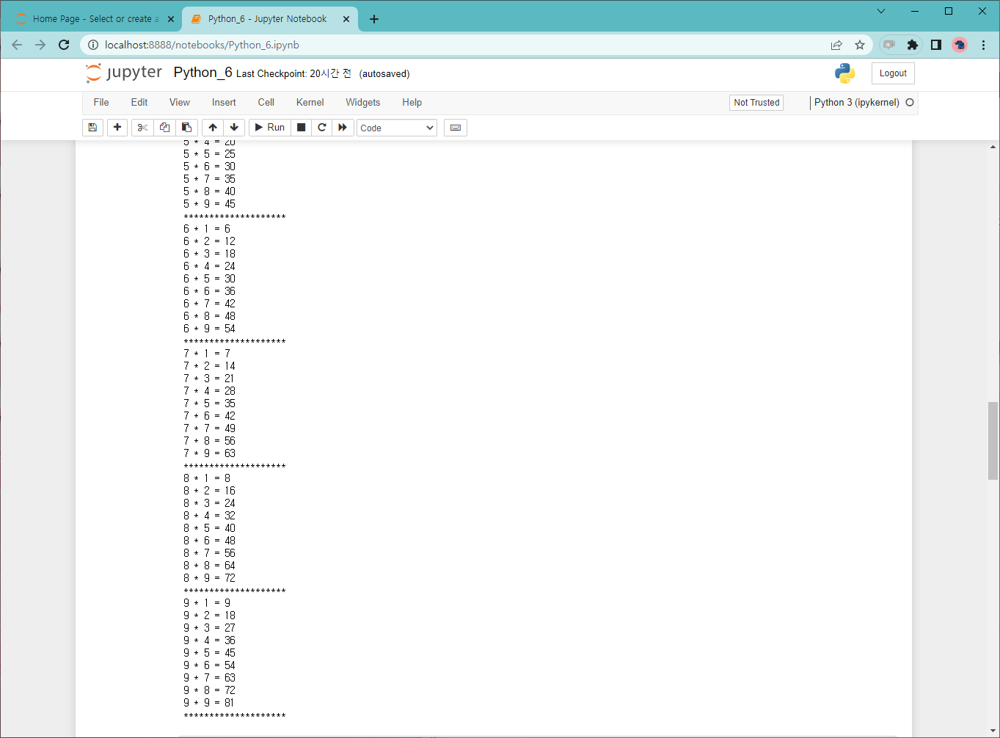 Home Page - Select or create a
Python_6 - Jupyter Notebook
localhost:8888/notebooks/Python_6.ipynb
jupyter Python_6 Last Checkpoint: 20시간 전 (autosaved)
Logout
File Edit View Insert Cell Kernel Widgets Help
Not Trusted
Python 3 (ipykernel)
Run
Code
5 * 4 = 20
5 * 5 = 25
5 * 6 = 30
5 * 7 = 35
5 * 8 = 40
5 * 9 = 45
********************
6 * 1 = 6
6 * 2 = 12
6 * 3 = 18
6 * 4 = 24
6 * 5 = 30
6 * 6 = 36
6 * 7 = 42
6 * 8 = 48
6 * 9 = 54
********************
7 * 1 = 7
7 * 2 = 14
7 * 3 = 21
7 * 4 = 28
7 * 5 = 35
7 * 6 = 42
7 * 7 = 49
7 * 8 = 56
7 * 9 = 63
********************
8 * 1 = 8
8 * 2 = 16
8 * 3 = 24
8 * 4 = 32
8 * 5 = 40
8 * 6 = 48
8 * 7 = 56
8 * 8 = 64
8 * 9 = 72
********************
9 * 1 = 9
9 * 2 = 18
9 * 3 = 27
9 * 4 = 36
9 * 5 = 45
9 * 6 = 54
9 * 7 = 63
9 * 8 = 72
9 * 9 = 81
********************